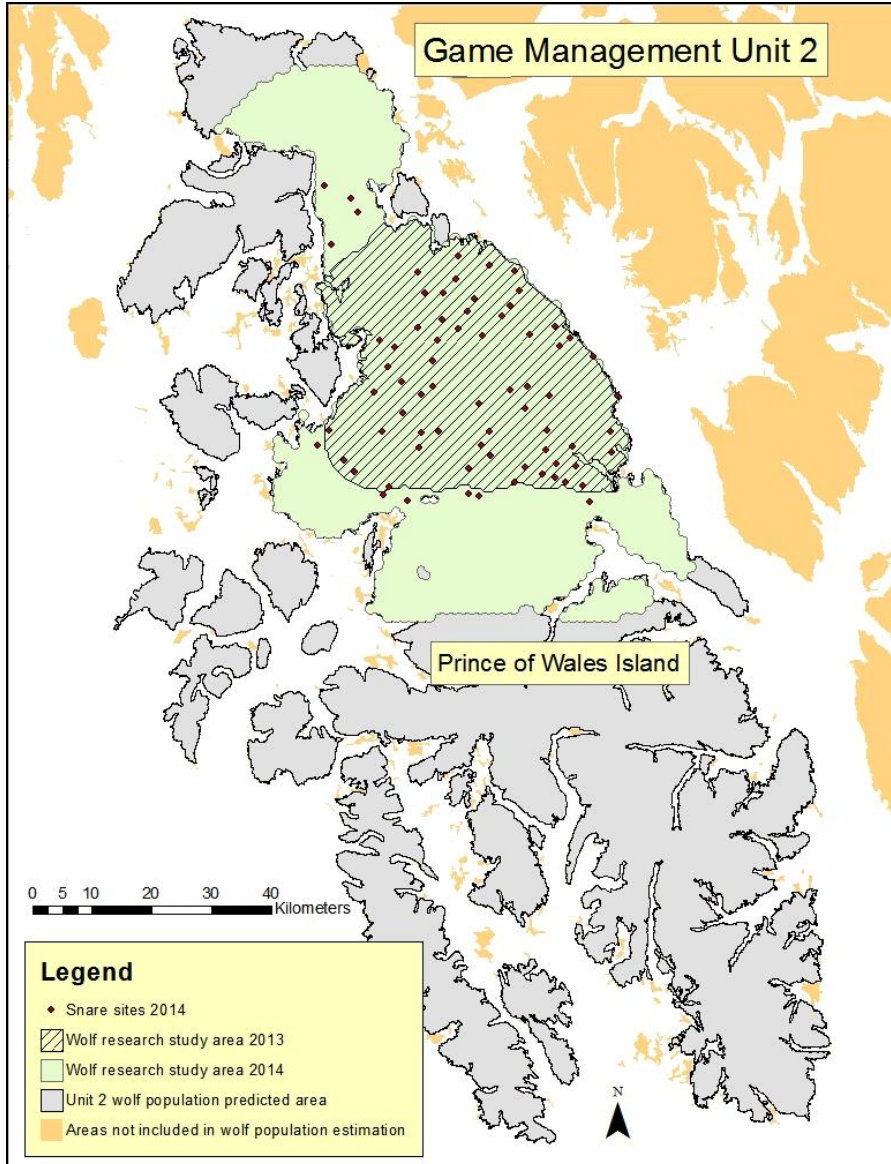 Game Management Unit 2
Prince of Wales Island
0 5 10 20 30 40
Kilometers
Legend
Snare sites 2014
Wolf research study area 2013
Wolf research study area 2014
Unit 2 wolf population predicted area
Areas not included in wolf population estimation
N